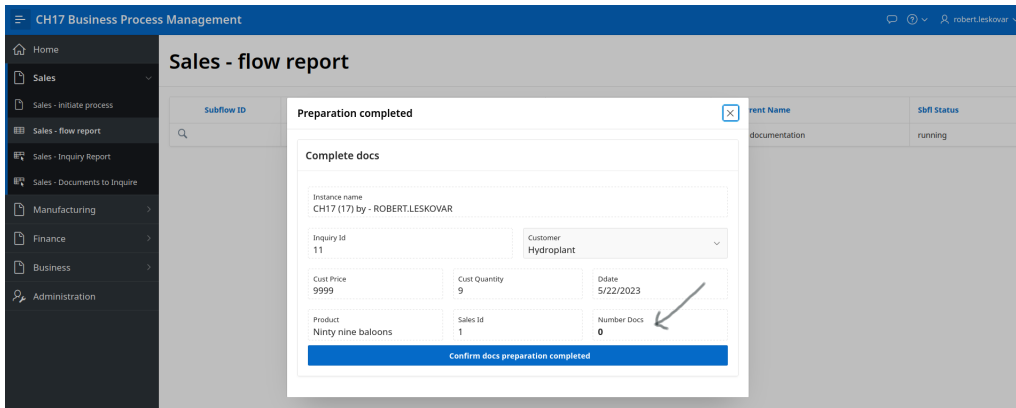 CH17 Business Process Management
robert.leskovar
Home
Sales
Sales - initiate process
Sales - flow report
Sales - Inquiry Report
Sales - Documents to Inquire
Manufacturing
Finance
Business
Administration
Sales - flow report
Subflow ID
rent Name
Sbfl Status
documentation
running
Preparation completed
Complete docs
Instance name
CH17 (17) by - ROBERT.LESKOVAR
Inquiry Id
11
Customer
Hydroplant
Cust Price
9999
Cust Quantity
9
Ddate
5/22/2023
Product
Ninty nine baloons
Sales Id
1
Number Docs
0
Confirm docs preparation completed